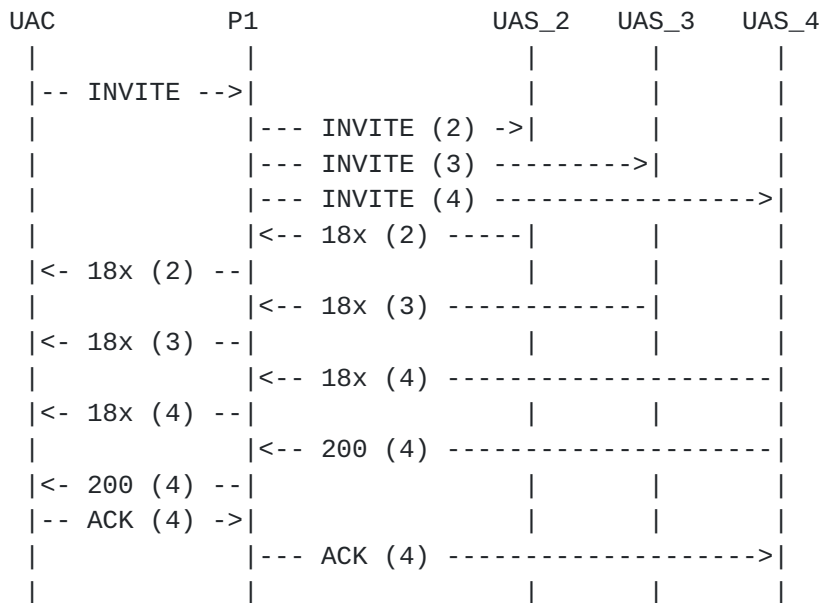 UAC P1 UAS_2 UAS_3 UAS_4
| | | | |
|-- INVITE -->| | | |
| |--- INVITE (2) ->| | |
| |--- INVITE (3) --------->| |
| |--- INVITE (4) ----------------->|
| |<-- 18x (2) -----| | |
|<- 18x (2) --| | | |
| |<-- 18x (3) -------------| |
|<- 18x (3) --| | | |
| |<-- 18x (4) ---------------------|
|<- 18x (4) --| | | |
| |<-- 200 (4) ---------------------|
|<- 200 (4) --| | | |
|-- ACK (4) ->| | | |
| |--- ACK (4) -------------------->|
| | | | |